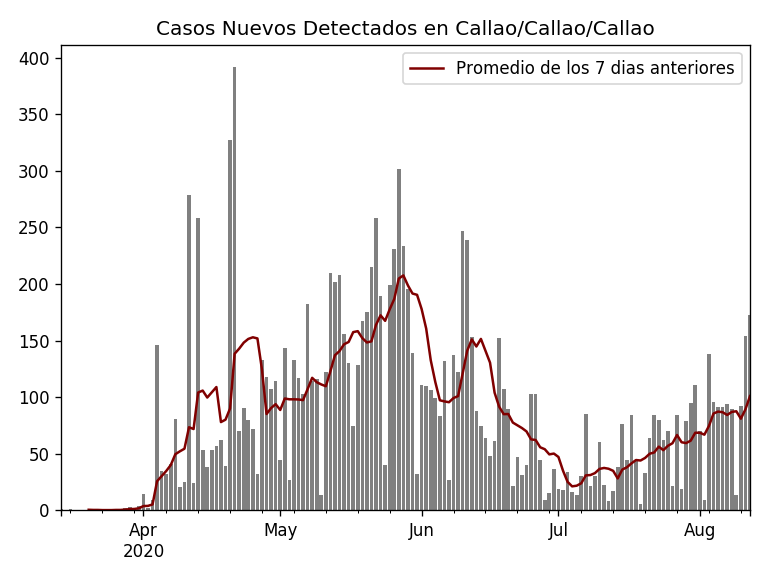 Casos Nuevos Detectados en Callao/Callao/Callao
Promedio de los 7 dias anteriores
400
350
300
250
200
150
100
50
0
Apr
2020
May
Jun
Jul
Aug